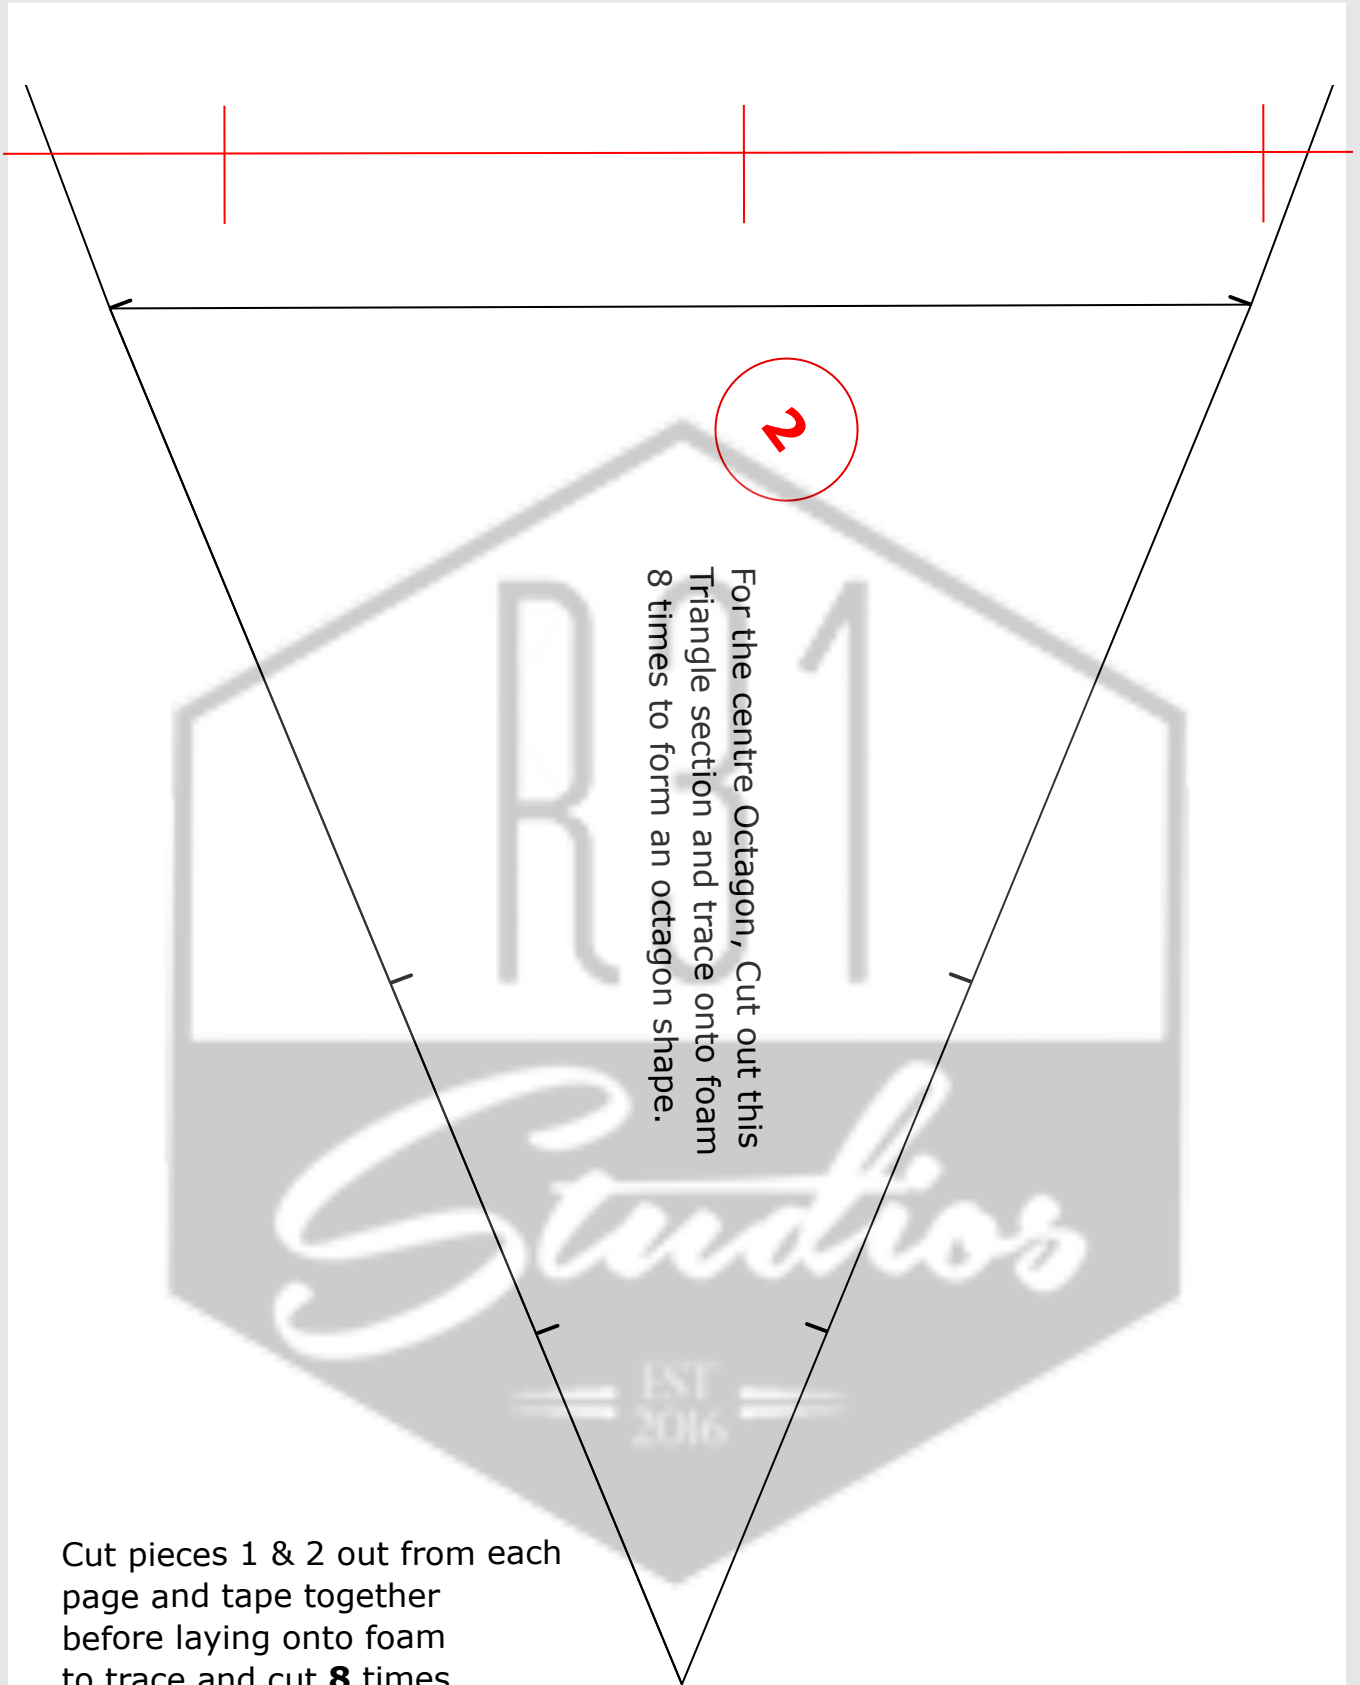 2
For the centre Octagon, Cut out this
Triangle section and trace onto foam
8 times to form an octagon shape.
R31
Studios
EST
2016
Cut pieces 1 & 2 out from each
page and tape together
before laying onto foam
to trace and cut 8 times